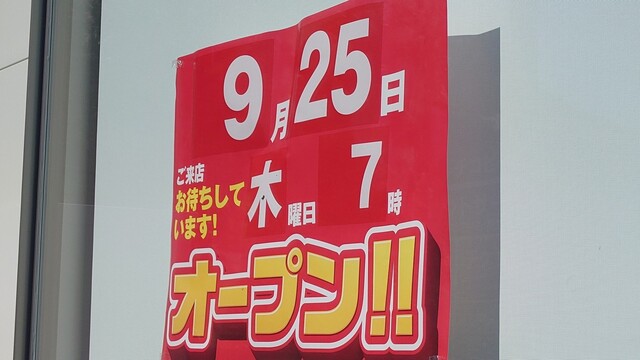 9月25日
ご来店
お待ちして
います!
木曜日 7時
オープン!!